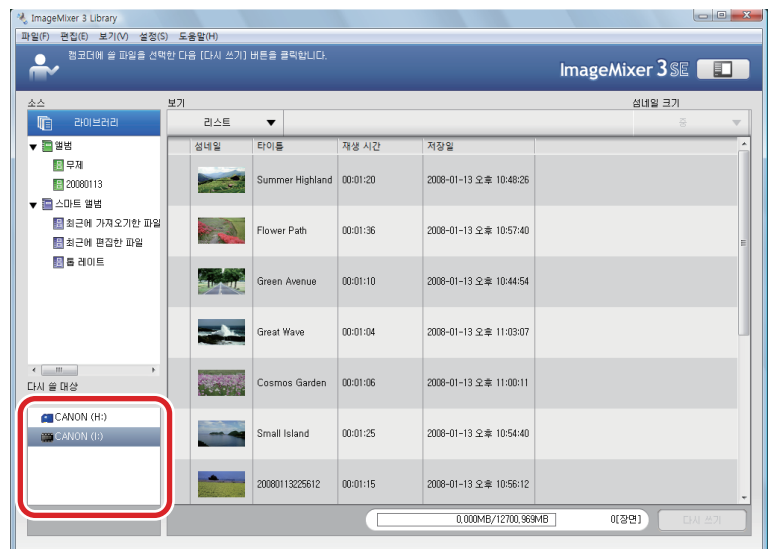 ImageMixer 3 Library
파일(F) 편집(E) 보기(V) 설정(S) 도움말(H)
캠코더에 쓸 파일을 선택한 다음 [다시 쓰기] 버튼을 클릭합니다.
ImageMixer 3 SE
소스
보기
섬네일 크기
라이브러리
리스트
중
앨범
무제
20080113
스마트 앨범
최근에 가져오기한 파일
최근에 편집한 파일
톱 레이트
섬네일 타이틀 재생 시간 저장일
Summer Highland 00:01:20 2008-01-13 오후 10:48:26
Flower Path 00:01:36 2008-01-13 오후 10:57:40
Green Avenue 00:01:10 2008-01-13 오후 10:44:54
Great Wave 00:01:04 2008-01-13 오후 11:03:07
Cosmos Garden 00:01:06 2008-01-13 오후 11:00:11
Small Island 00:01:25 2008-01-13 오후 10:54:40
20080113225612 00:01:15 2008-01-13 오후 10:56:12
다시 쓸 대상
CANON (H:)
CANON (I:)
0,000MB/12700,969MB 0[장면] 다시 쓰기